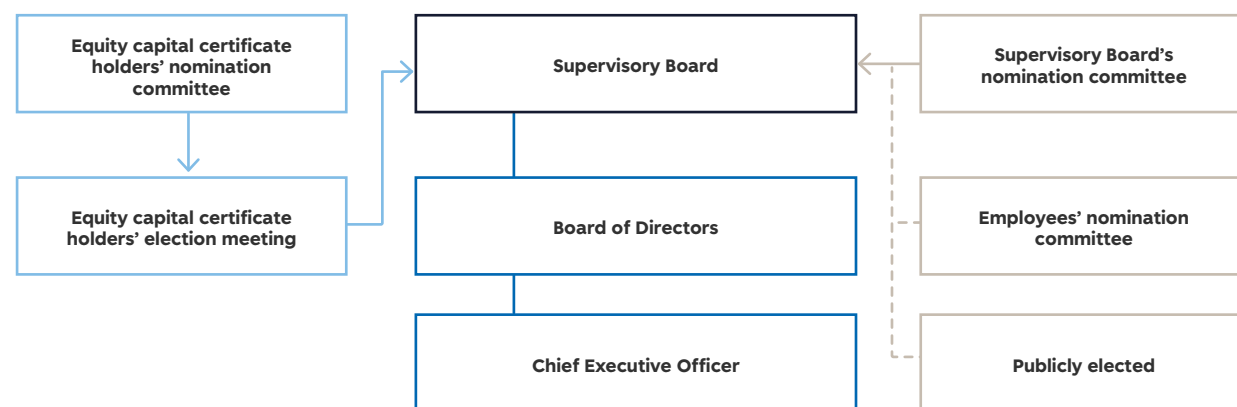 Equity capital certificate
holders’ nomination
committee
Supervisory Board
Supervisory Board’s
nomination committee
Equity capital certificate
holders’ election meeting
Board of Directors
Employees’ nomination
committee
Chief Executive Officer
Publicly elected